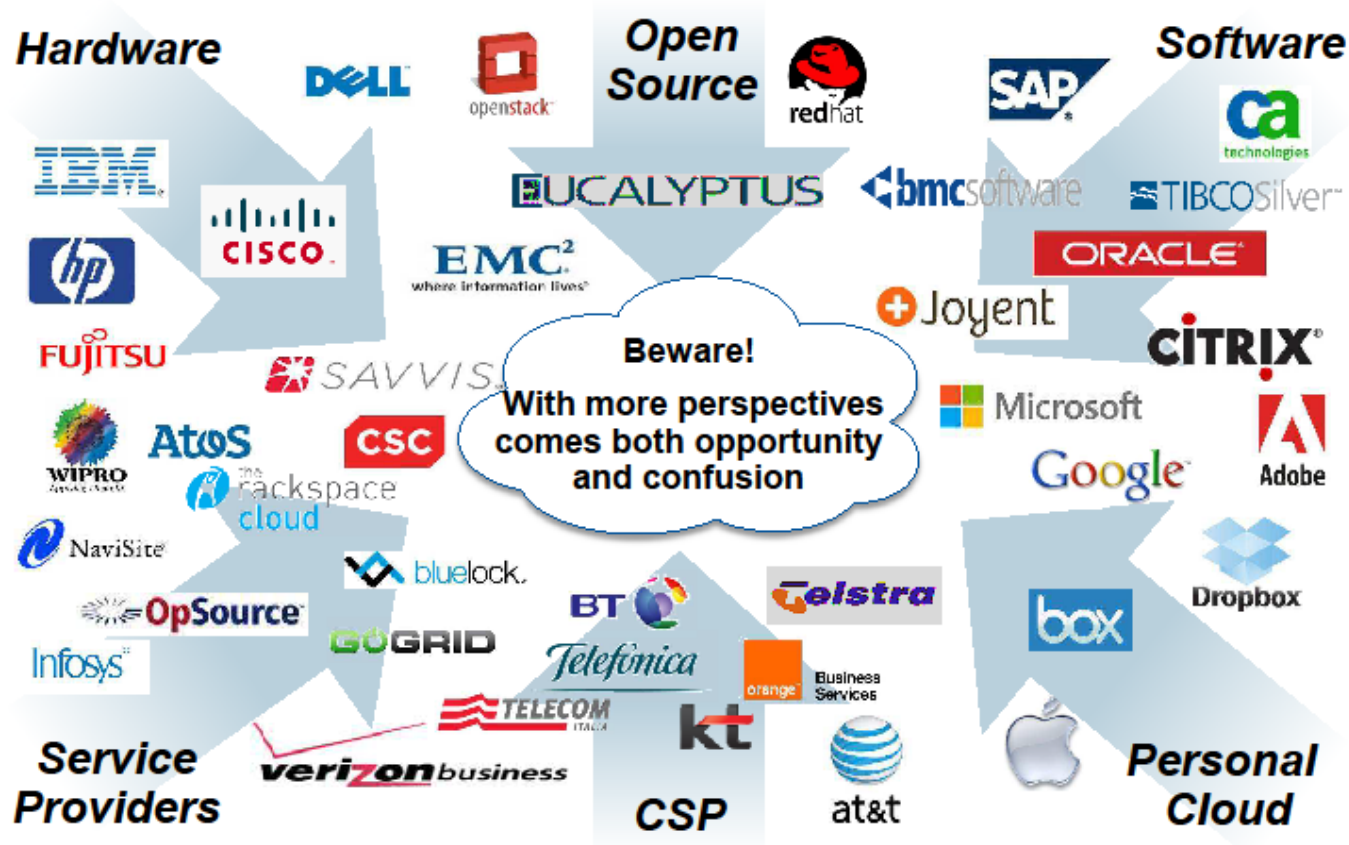 Hardware
Open
Source
Software
DELL
openstack
redhat
SAP
ca
technologies
IBM
CISCO
EUCALYPTUS
bmcsoftware
TIBCOSilver
hp
EMC²
where information lives®
ORACLE
Joyent
FUJITSU
SAVVIS
Beware!
With more perspectives
comes both opportunity
and confusion
CITRIX®
Microsoft
Adobe
WIPRO
AtoS
CSC
the
rackspace
cloud
Google
NaviSite
bluelock.
Dropbox
OpSource
GOGRID
BT
Telstra
box
Infosys
Telefónica
orange
Business
Services
TELECOM
ITALIA
kt
at&t
verizonbusiness
Service
Providers
CSP
Personal
Cloud